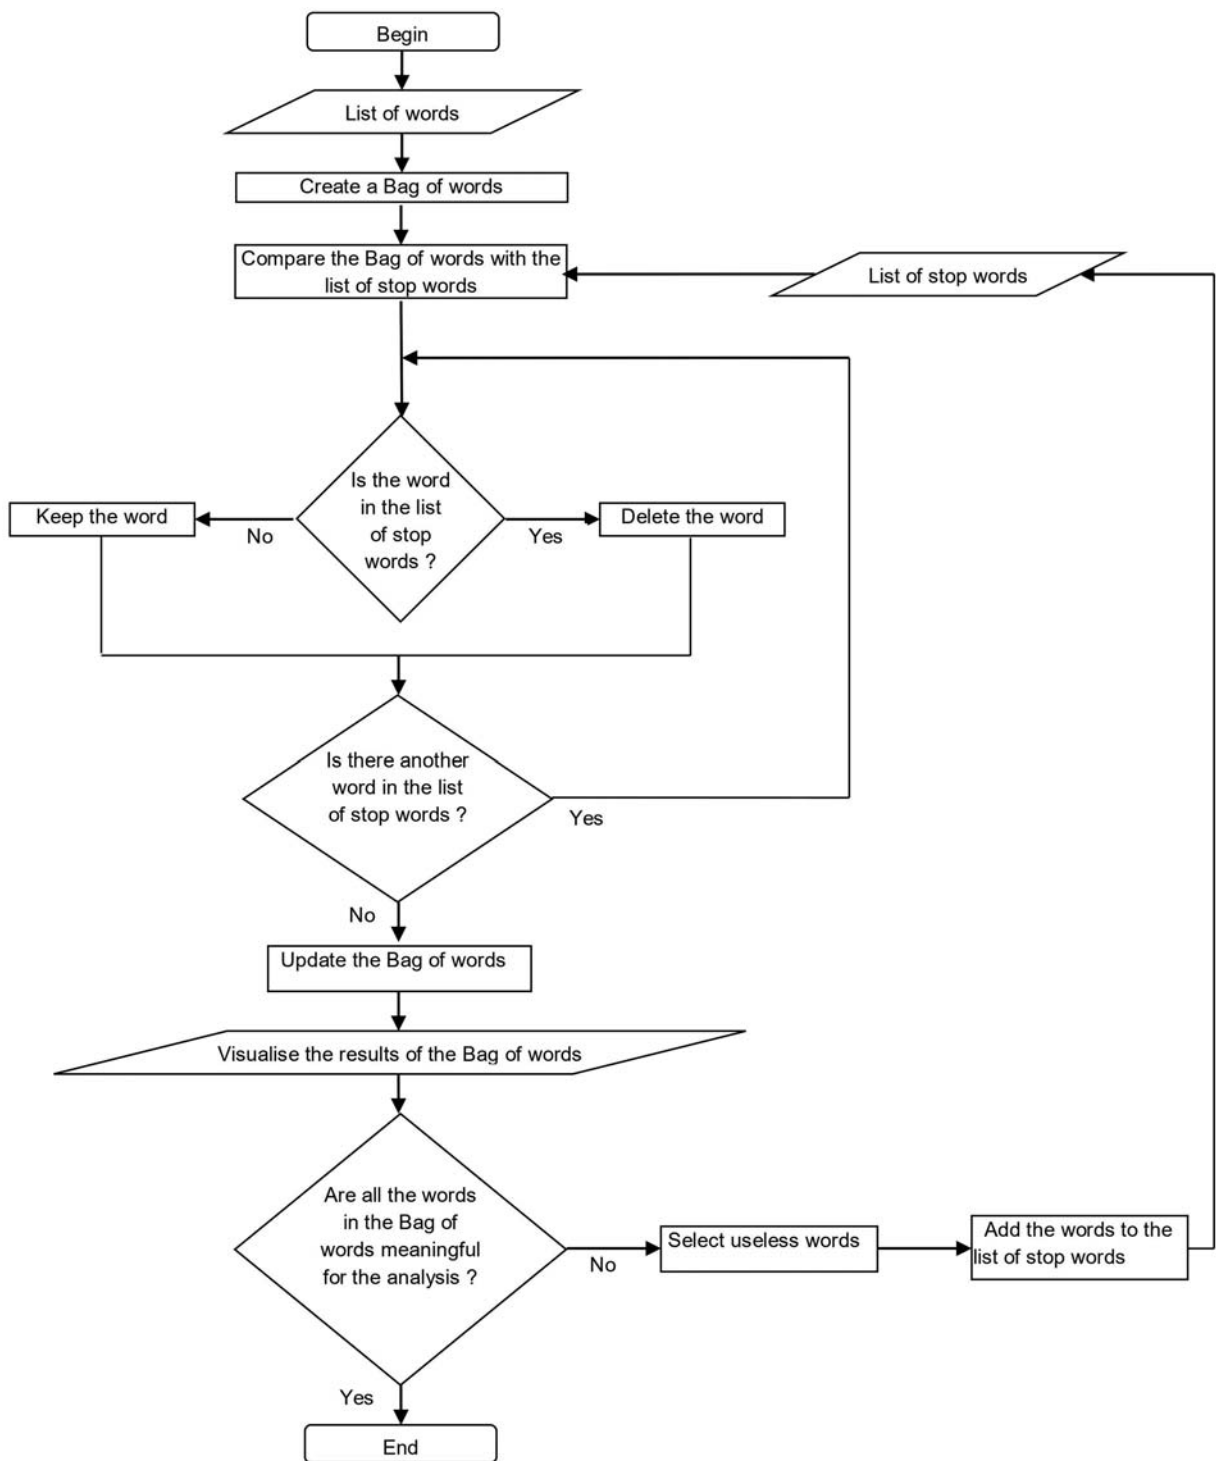 Begin
List of words
Create a Bag of words
Compare the Bag of words with the
list of stop words
List of stop words
Is the word
in the list
of stop
words ?
Keep the word
No
Yes
Delete the word
Is there another
word in the list
of stop words ?
Yes
No
Update the Bag of words
Visualise the results of the Bag of words
Are all the words
in the Bag of
words meaningful
for the analysis ?
No
Select useless words
Add the words to the
list of stop words
Yes
End